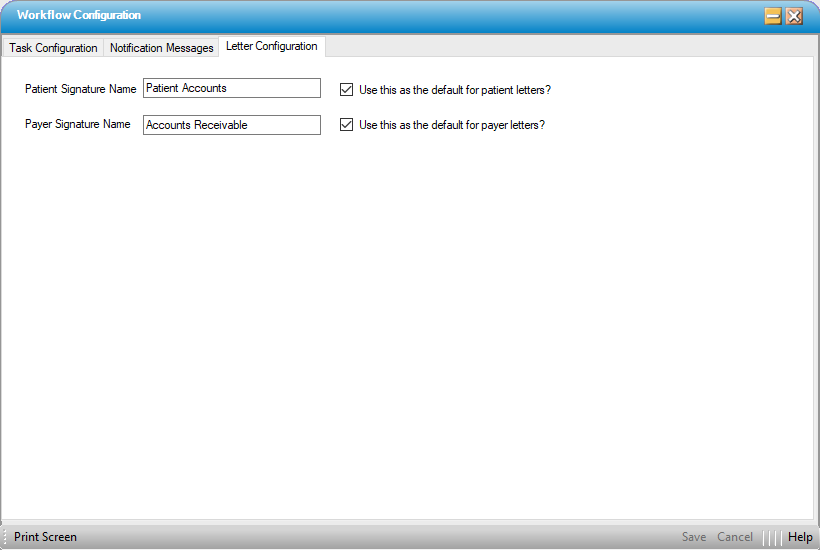 Workflow Configuration
Task Configuration Notification Messages Letter Configuration
Patient Signature Name Patient Accounts Use this as the default for patient letters?
Payer Signature Name Accounts Receivable Use this as the default for payer letters?
Print Screen Save Cancel Help